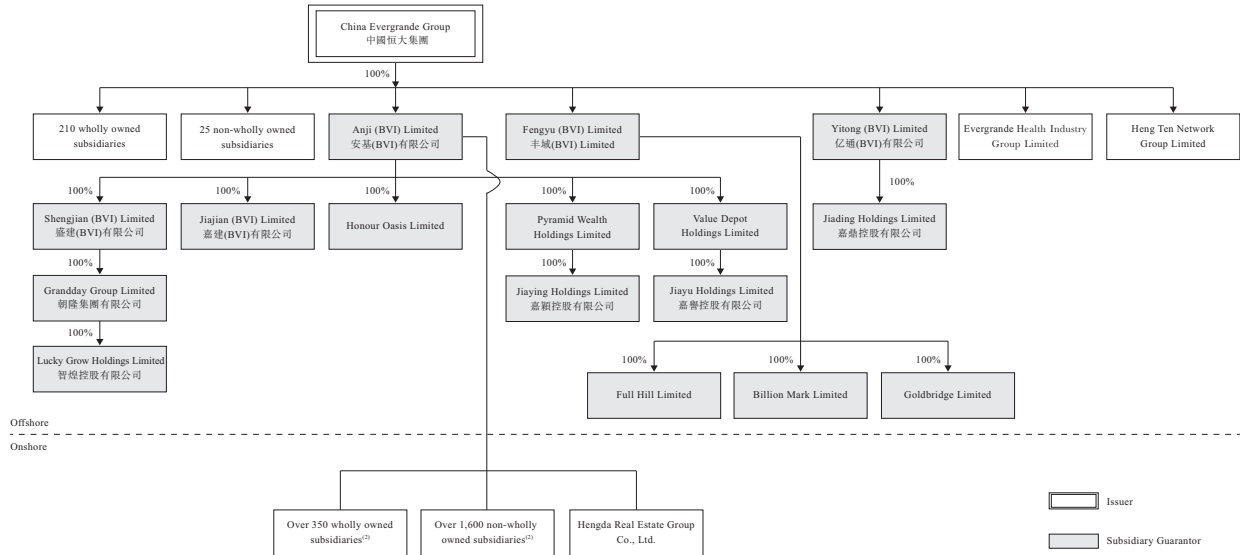 China Evergrande Group
中國恒大集團
100%
210 wholly owned
subsidiaries
25 non-wholly owned
subsidiaries
Anji (BVI) Limited
安基(BVI)有限公司
Fengyu (BVI) Limited
丰域(BVI) Limited
Yitong (BVI) Limited
亿通(BVI)有限公司
Evergrande Health Industry
Group Limited
Heng Ten Network
Group Limited
100%
100%
100%
100%
100%
100%
Shengjian (BVI) Limited
盛建(BVI)有限公司
Jiajian (BVI) Limited
嘉建(BVI)有限公司
Honour Oasis Limited
Pyramid Wealth
Holdings Limited
Value Depot
Holdings Limited
Jiading Holdings Limited
嘉鼎控股有限公司
100%
100%
100%
Grandday Group Limited
朝隆集團有限公司
Jiaying Holdings Limited
嘉穎控股有限公司
Jiayu Holdings Limited
嘉譽控股有限公司
100%
Lucky Grow Holdings Limited
智煌控股有限公司
100%
100%
100%
Full Hill Limited
Billion Mark Limited
Goldbridge Limited
Offshore
Onshore
Over 350 wholly owned
subsidiaries(2)
Over 1,600 non-wholly
owned subsidiaries(2)
Hengda Real Estate Group
Co., Ltd.
Issuer
Subsidiary Guarantor